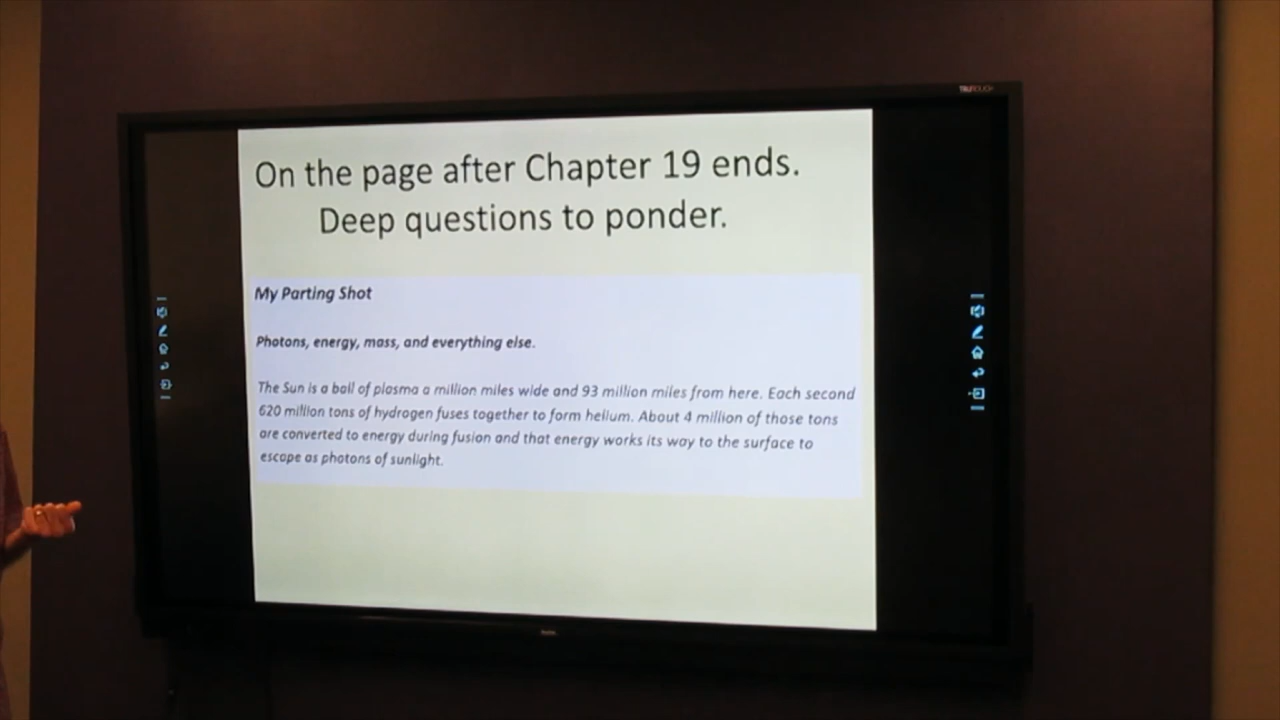 TRUTOUCH
On the page after Chapter 19 ends.
Deep questions to ponder.
My Parting Shot
Photons, energy, mass, and everything else.
The Sun is a ball of plasma a million miles wide and 93 million miles from here. Each second
620 million tons of hydrogen fuses together to form helium. About 4 million of those tons
are converted to energy during fusion and that energy works its way to the surface to
escape as photons of sunlight.